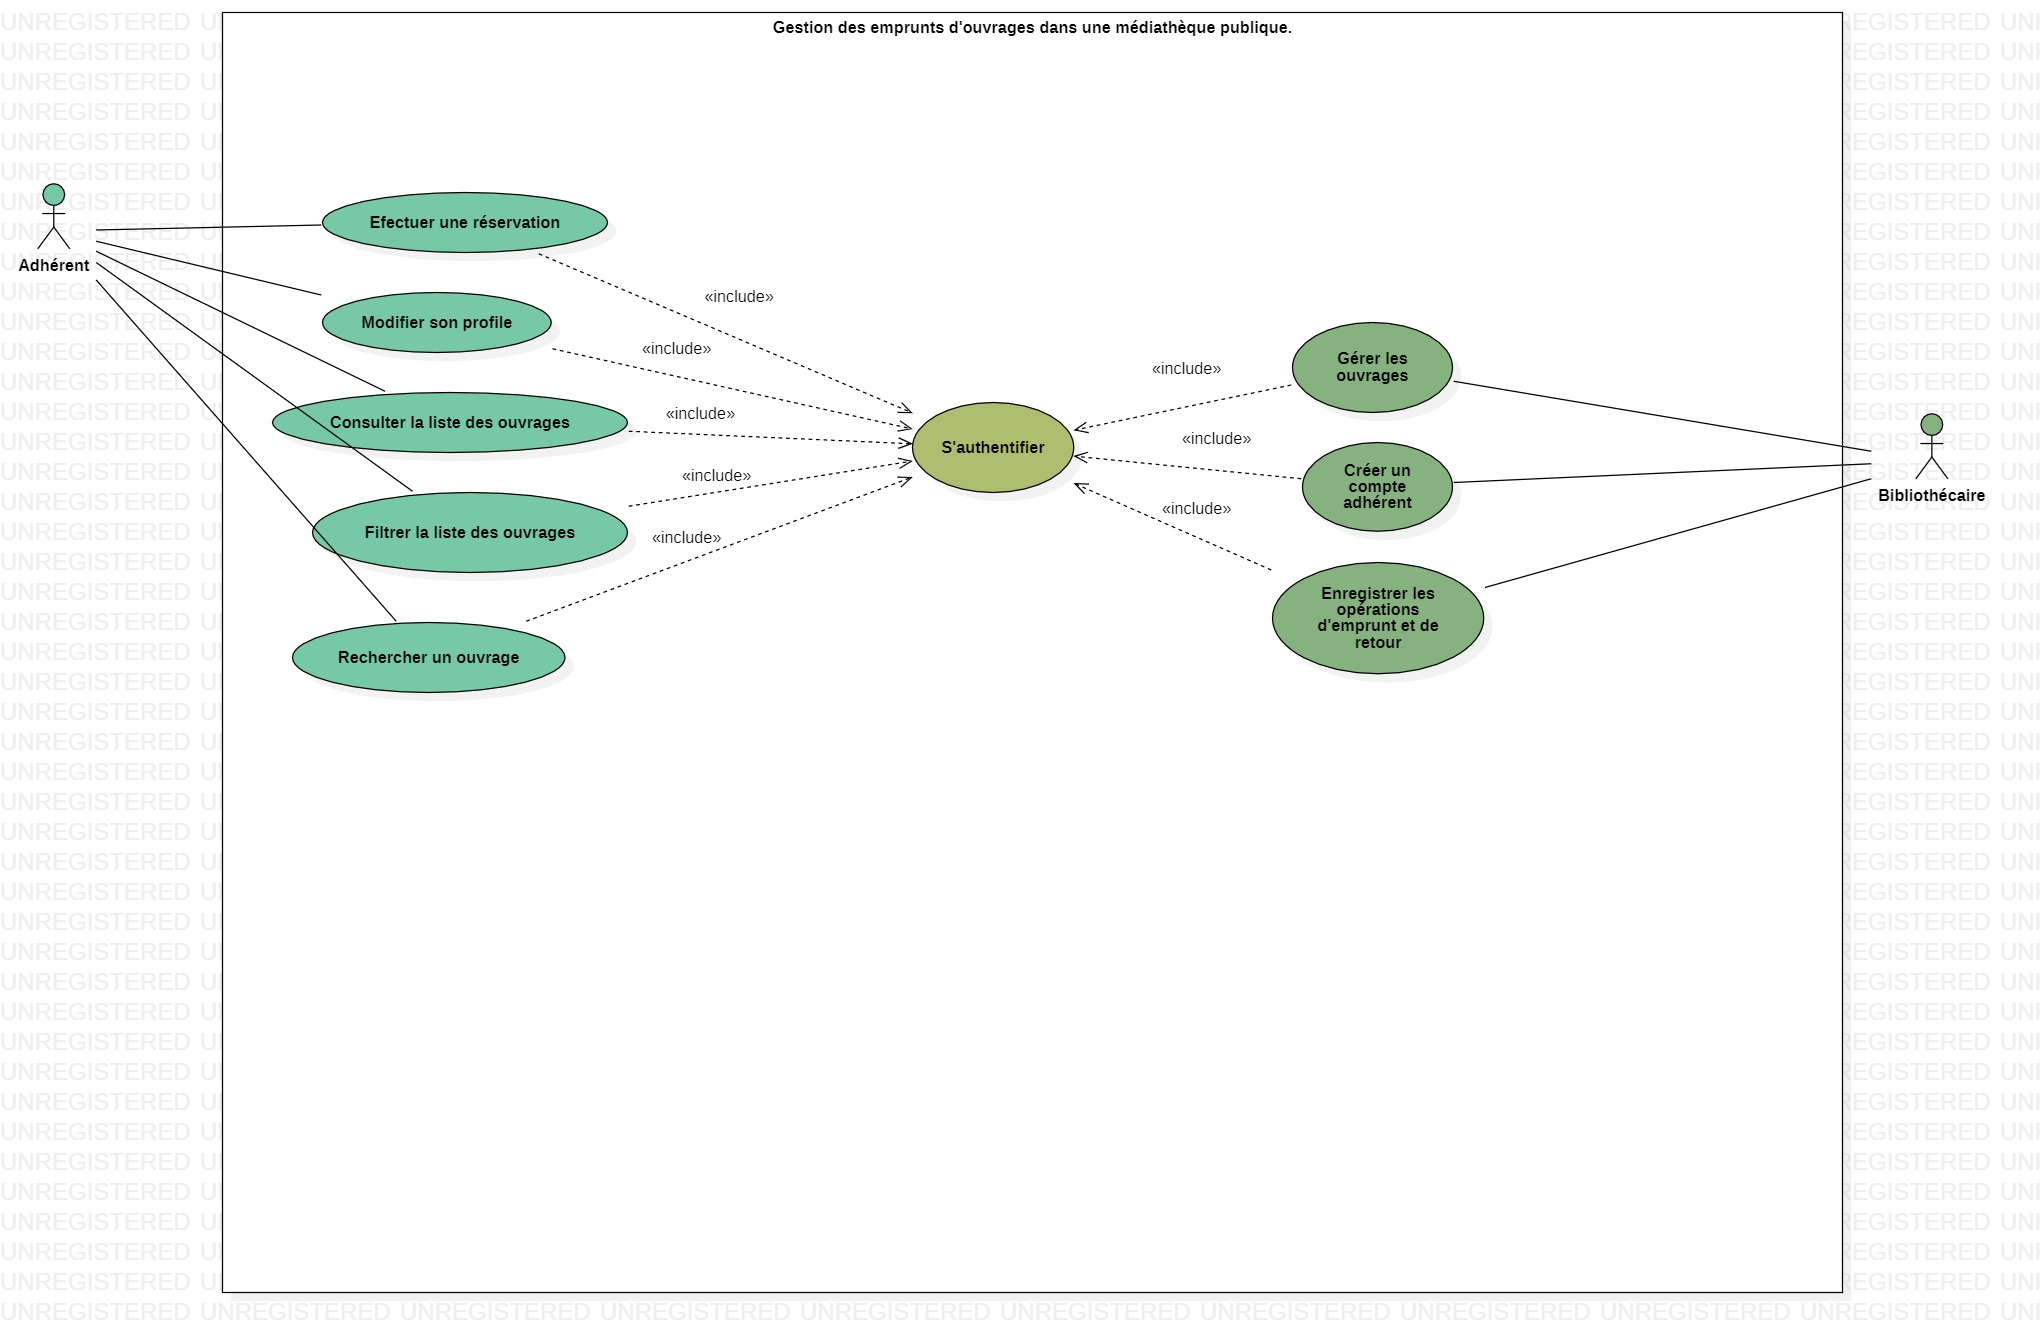 Gestion des emprunts d'ouvrages dans une médiathèque publique.
Adhérent
Efectuer une réservation
Modifier son profile
Consulter la liste des ouvrages
Filtrer la liste des ouvrages
Rechercher un ouvrage
«include»
«include»
«include»
«include»
«include»
S'authentifier
«include»
«include»
«include»
Gérer les
ouvrages
Créer un
compte
adhérent
Enregistrer les
opérations
d'emprunt et de
retour
Bibliothécaire
UNREGISTERED UNREGISTERED UNREGISTERED UNREGISTERED UNREGISTERED UNREGISTERED UNREGISTERED UNREGISTERED UNREGISTERED UNREGISTERED UNI